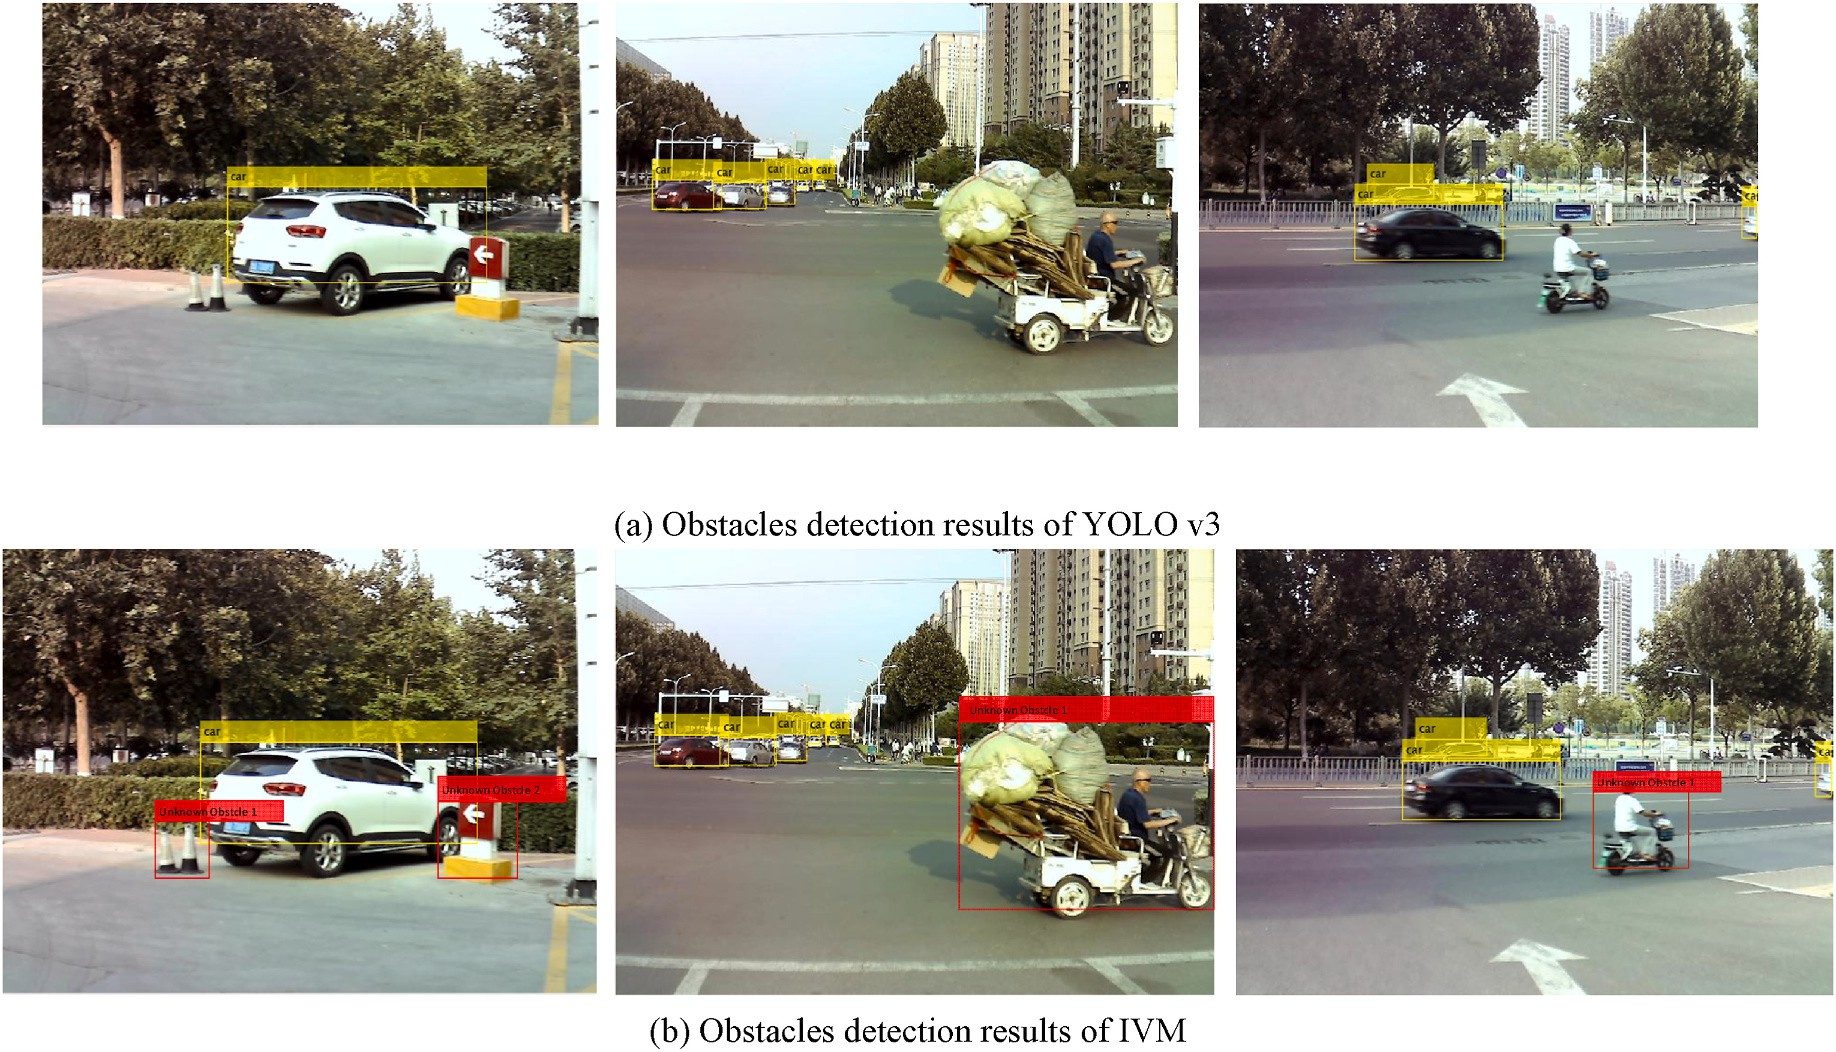 car
car
car
car
car
car
car
car
(a) Obstacles detection results of YOLO v3
car
Unknown Obstcle 1
Unknown Obstcle 2
car
car
car
car
car
Unknown Obstcle 1
car
car
Unknown Obstcle 1
(b) Obstacles detection results of IVM